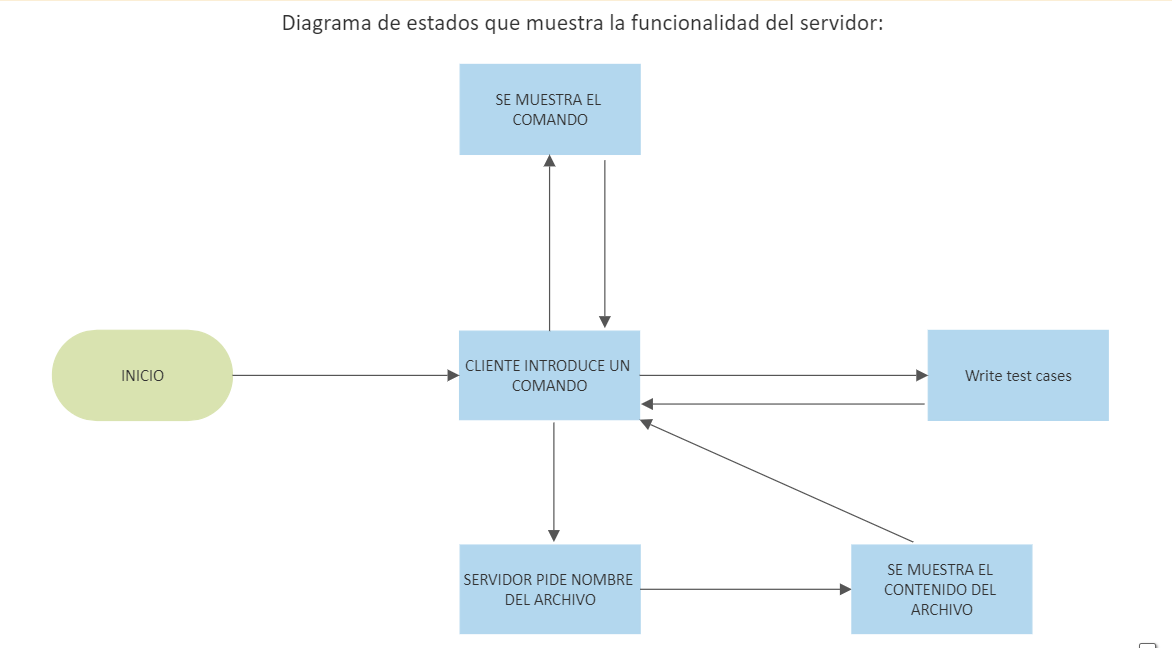 Diagrama de estados que muestra la funcionalidad del servidor:
SE MUESTRA EL
COMANDO
INICIO
CLIENTE INTRODUCE UN
COMANDO
Write test cases
SERVIDOR PIDE NOMBRE
DEL ARCHIVO
SE MUESTRA EL
CONTENIDO DEL
ARCHIVO